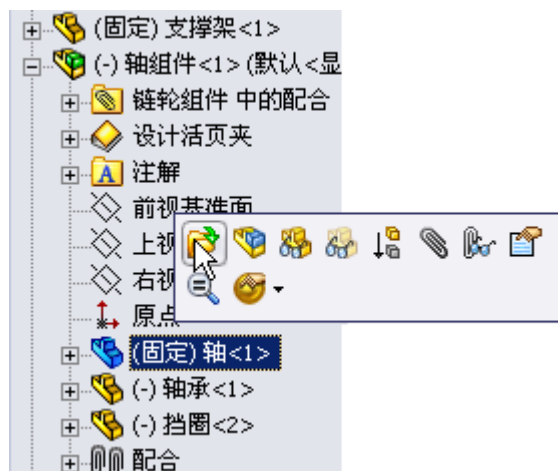 (固定) 支撑架<1>
(-) 轴组件<1> (默认<显
链轮组件 中的配合
设计活页夹
A 注解
前视基准面
上视
右视
原点
(固定) 轴<1>
(-) 轴承<1>
(-) 挡圈<2>
配合